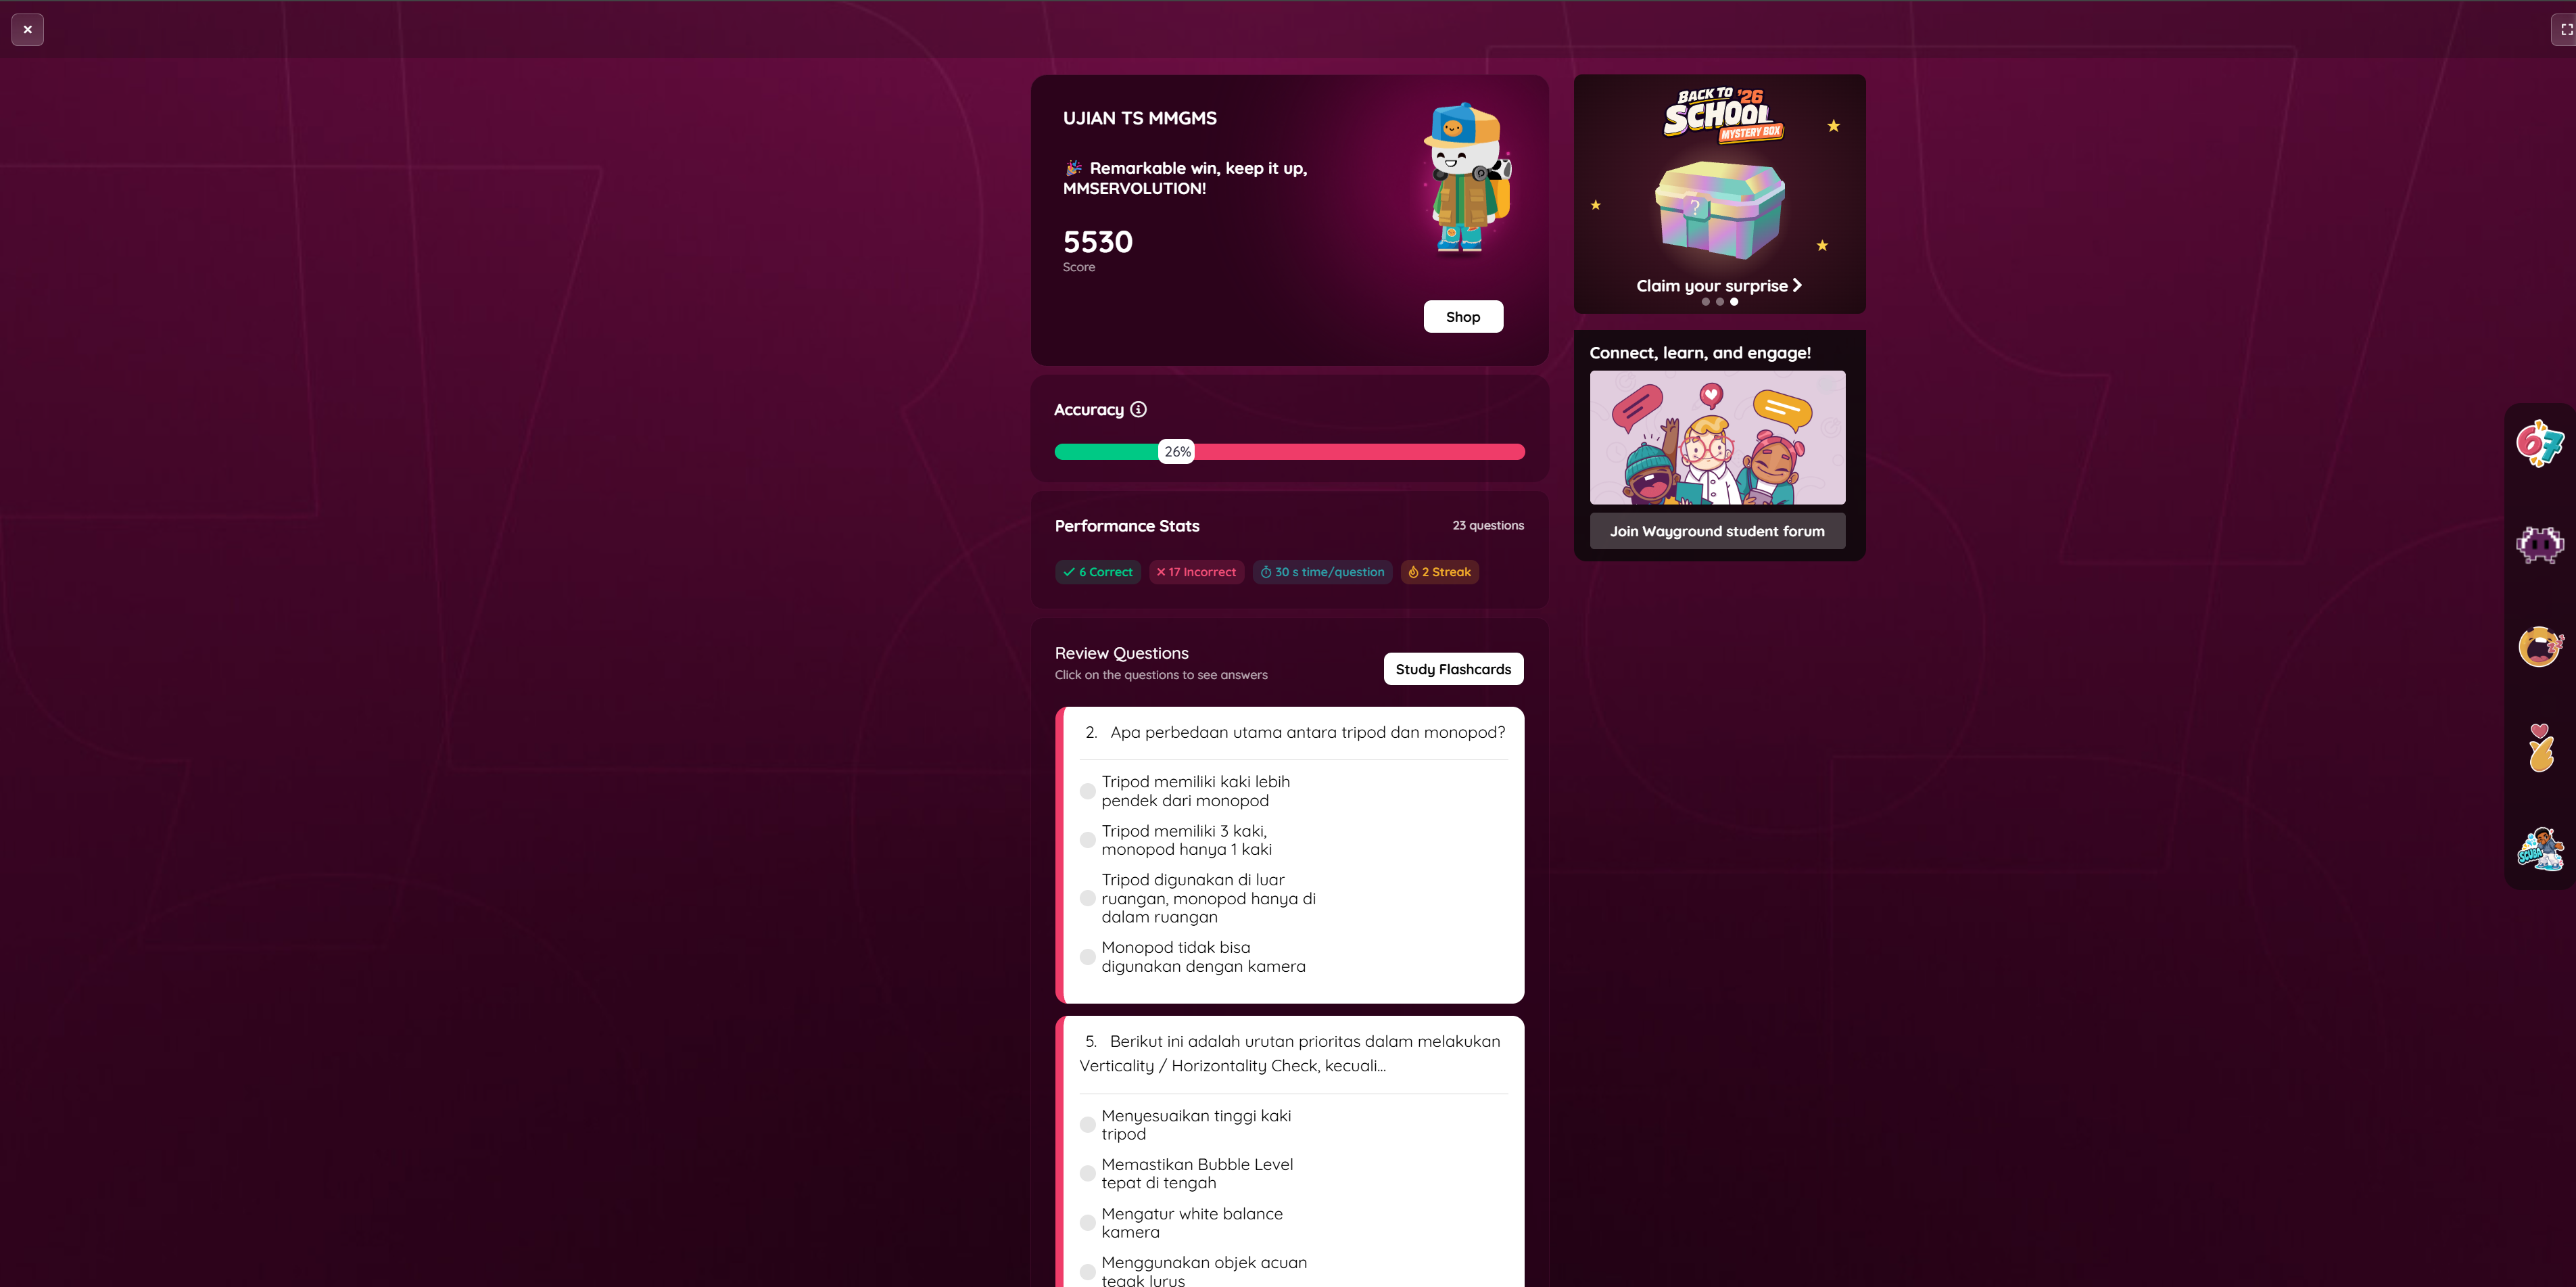 UJIAN TS MMGMS
🎉 Remarkable win, keep it up,
MMSERVOLUTION!
5530
Score
Shop
BACK TO '26
SCHOOL
MYSTERY BOX
?
Claim your surprise
Accuracy
26%
Connect, learn, and engage!
Join Wayground student forum
Performance Stats
23 questions
6 Correct
17 Incorrect
30 s time/question
2 Streak
Review Questions
Click on the questions to see answers
Study Flashcards
2. Apa perbedaan utama antara tripod dan monopod?
Tripod memiliki kaki lebih
pendek dari monopod
Tripod memiliki 3 kaki,
monopod hanya 1 kaki
Tripod digunakan di luar
ruangan, monopod hanya di
dalam ruangan
Monopod tidak bisa
digunakan dengan kamera
5. Berikut ini adalah urutan prioritas dalam melakukan
Verticality / Horizontality Check, kecuali...
Menyesuaikan tinggi kaki
tripod
Memastikan Bubble Level
tepat di tengah
Mengatur white balance
kamera
Menggunakan objek acuan
tegak lurus
67
SCUBA